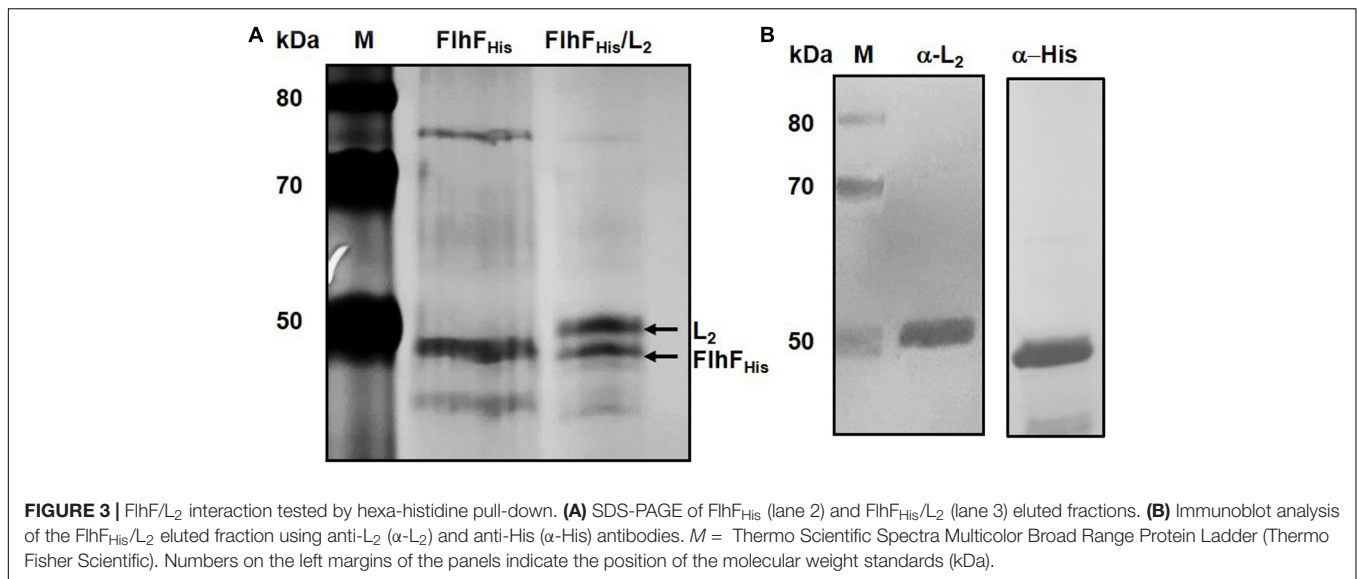 A kDa M FlhFHis FlhFHis/L2
80
70
50
L2
FlhFHis
B kDa M α-L2 α–His
80
70
50
FIGURE 3 | FlhF/L2 interaction tested by hexa-histidine pull-down. (A) SDS-PAGE of FlhFHis (lane 2) and FlhFHis/L2 (lane 3) eluted fractions. (B) Immunoblot analysis
of the FlhFHis/L2 eluted fraction using anti-L2 (α-L2) and anti-His (α-His) antibodies. M = Thermo Scientific Spectra Multicolor Broad Range Protein Ladder (Thermo
Fisher Scientific). Numbers on the left margins of the panels indicate the position of the molecular weight standards (kDa).